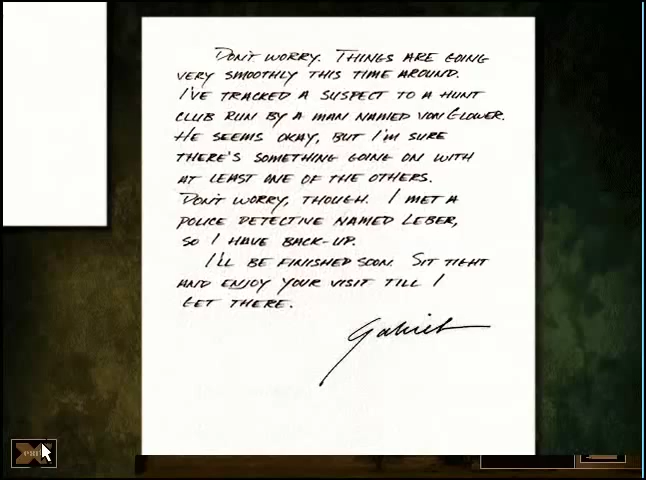 DON'T WORRY. THINGS ARE GOING
VERY SMOOTHLY THIS TIME AROUND.
I'VE TRACKED A SUSPECT TO A HUNT
CLUB RUN BY A MAN NAMED VON GLOWER.
HE SEEMS OKAY, BUT I'M SURE
THERE'S SOMETHING GOING ON WITH
AT LEAST ONE OF THE OTHERS.
DON'T WORRY, THOUGH. I MET A
POLICE DETECTIVE NAMED LEBER,
SO I HAVE BACK-UP.
I'LL BE FINISHED SOON. SIT TIGHT
AND ENJOY YOUR VISIT TILL I
GET THERE.
Gabriel